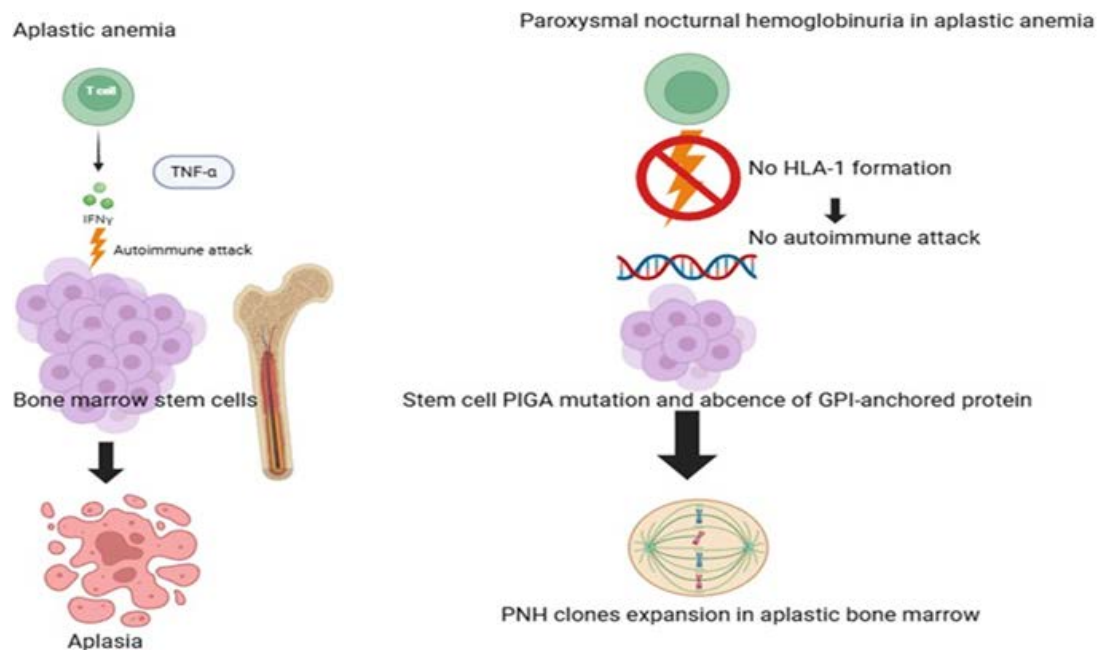 Aplastic anemia
T cell
TNF-α
IFNγ
Autoimmune attack
Bone marrow stem cells
Aplasia
Paroxysmal nocturnal hemoglobinuria in aplastic anemia
No HLA-1 formation
No autoimmune attack
Stem cell PIGA mutation and abcence of GPI-anchored protein
PNH clones expansion in aplastic bone marrow